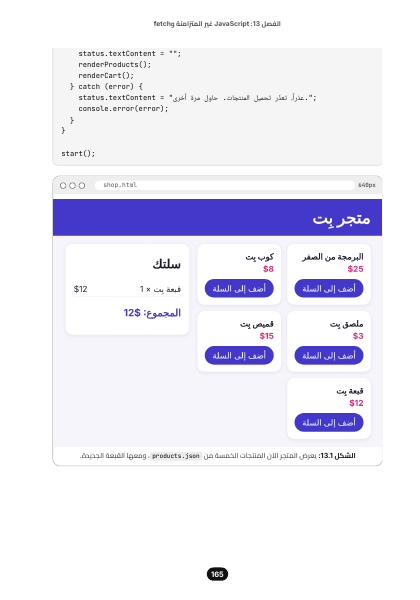 الفصل 13: JavaScript غير المتزامنة وfetch
status.textContent = "";
renderProducts();
renderCart();
} catch (error) {
status.textContent = "عذراً، تعذّر تحميل المنتجات. حاول مرة أخرى.";
console.error(error);
}
}
start();
shop.html
640px
متجر بِت
البرمجة من الصفر
$25
أضف إلى السلة
كوب بِت
$8
أضف إلى السلة
سلتك
قبعة بِت × 1
$12
المجموع: $12
ملصق بِت
$3
أضف إلى السلة
قميص بِت
$15
أضف إلى السلة
قبعة بِت
$12
أضف إلى السلة
الشكل 13.1: يعرض المتجر الآن المنتجات الخمسة من products.json، ومعها القبعة الجديدة.
165